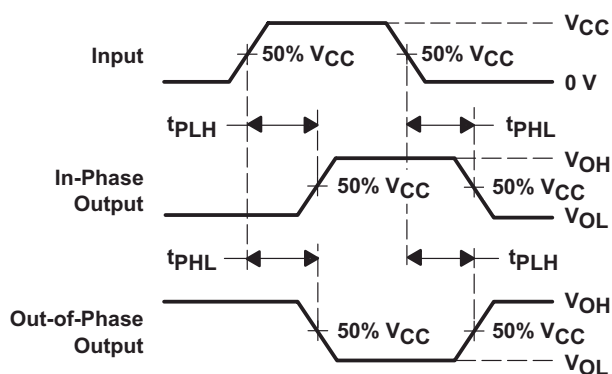 VCC
Input 50% VCC 50% VCC
0 V
tPLH tPHL
VOH
In-Phase
Output 50% VCC 50% VCC
VOL
tPHL tPLH
VOH
Out-of-Phase
Output 50% VCC 50% VCC
VOL